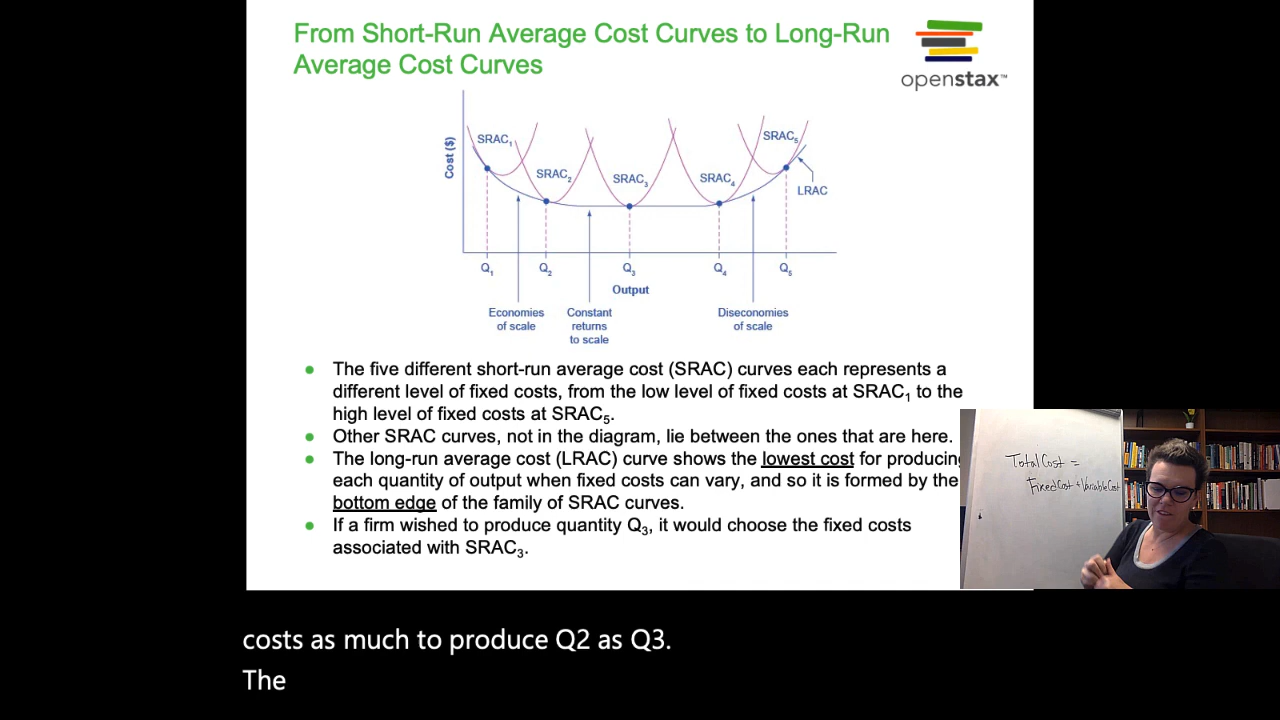 From Short-Run Average Cost Curves to Long-Run
Average Cost Curves
openstax™
Cost ($)
SRAC₁
SRAC₂
SRAC₃
SRAC₄
SRAC₅
LRAC
Q₁
Q₂
Q₃
Q₄
Q₅
Output
Economies
of scale
Constant
returns
to scale
Diseconomies
of scale
● The five different short-run average cost (SRAC) curves each represents a
different level of fixed costs, from the low level of fixed costs at SRAC₁ to the
high level of fixed costs at SRAC₅.
● Other SRAC curves, not in the diagram, lie between the ones that are here.
● The long-run average cost (LRAC) curve shows the lowest cost for producing
each quantity of output when fixed costs can vary, and so it is formed by the
bottom edge of the family of SRAC curves.
● If a firm wished to produce quantity Q₃, it would choose the fixed costs
associated with SRAC₃.
Total Cost =
Fixed Cost + Variable Cost
costs as much to produce Q2 as Q3.
The